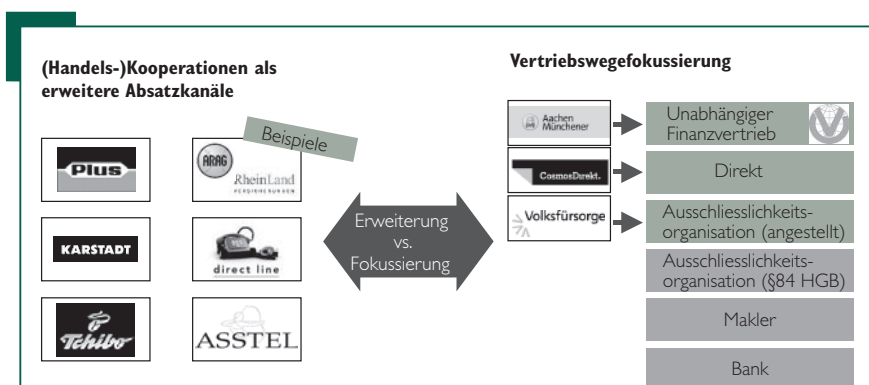 (Handels-)Kooperationen als
erweitere Absatzkanäle
Beispiele
Plus
ARAG
RheinLand
VERSICHERUNGEN
KARSTADT
direct line
Tchibo
ASSTEL
Erweiterung
vs.
Fokussierung
Vertriebswegefokussierung
Aachen
Münchener
CosmosDirekt.
Volksfürsorge
Unabhängiger
Finanzvertrieb
Direkt
Ausschliesslichkeits-
organisation (angestellt)
Ausschliesslichkeits-
organisation (§84 HGB)
Makler
Bank